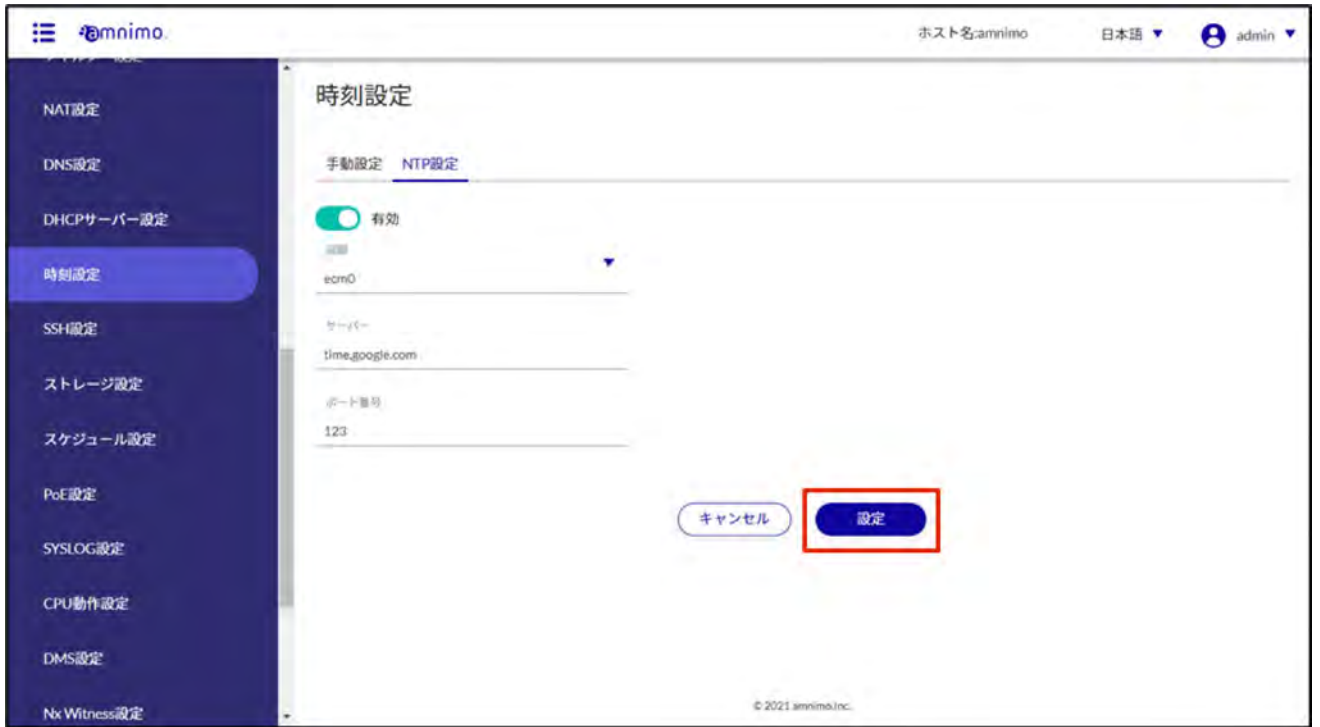 amnimo
ホスト名:amnimo
日本語 ▼
admin ▼
NAT設定
DNS設定
DHCPサーバー設定
時刻設定
SSH設定
ストレージ設定
スケジュール設定
PoE設定
SYSLOG設定
CPU動作設定
DMS設定
Nx Witness設定
時刻設定
手動設定 NTP設定
有効
ecm0
サーバー
time.google.com
ポート番号
123
キャンセル 設定
© 2021 amnimo.inc.